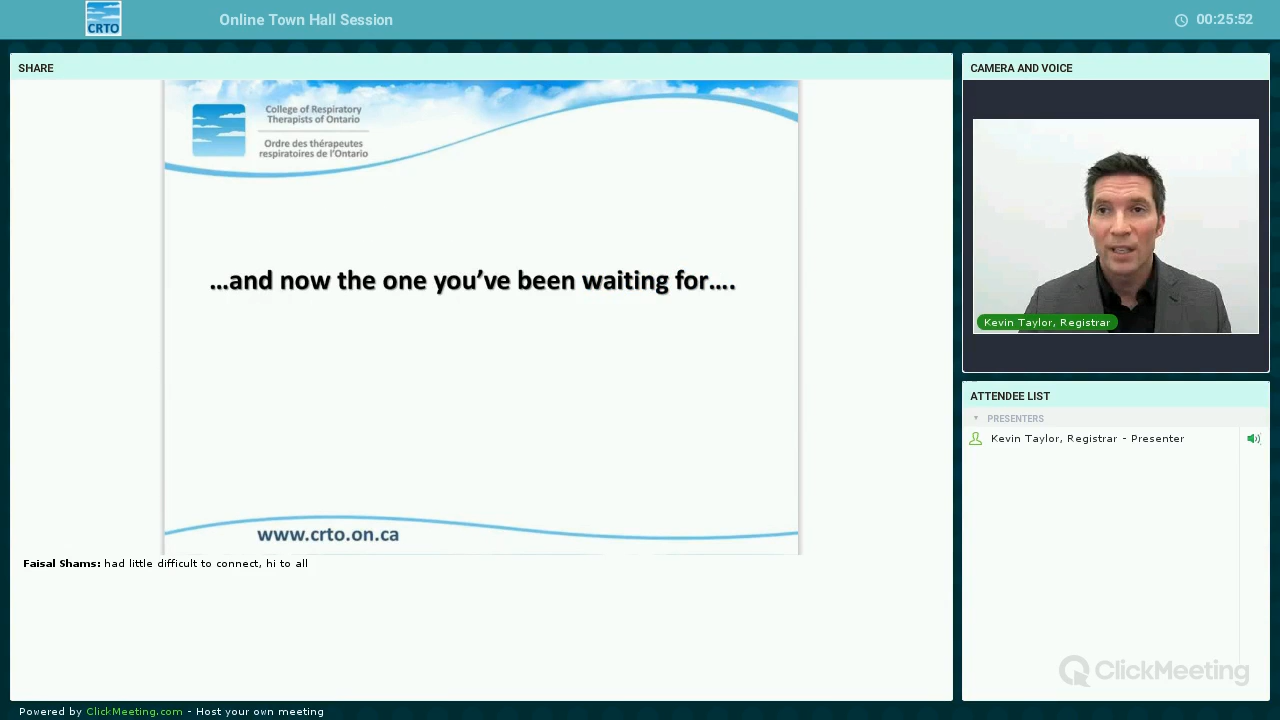 CRTO
Online Town Hall Session
00:25:52
SHARE
College of Respiratory
Therapists of Ontario
Ordre des thérapeutes
respiratoires de l'Ontario
…and now the one you’ve been waiting for….
www.crto.on.ca
Faisal Shams: had little difficult to connect, hi to all
CAMERA AND VOICE
Kevin Taylor, Registrar
ATTENDEE LIST
PRESENTERS
Kevin Taylor, Registrar - Presenter
ClickMeeting
Powered by ClickMeeting.com - Host your own meeting